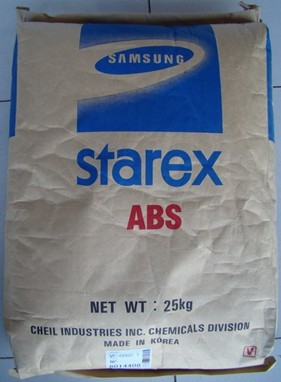 SAMSUNG
starex
ABS
NET WT : 25kg
CHEIL INDUSTRIES INC. CHEMICALS DIVISION
MADE IN KOREA